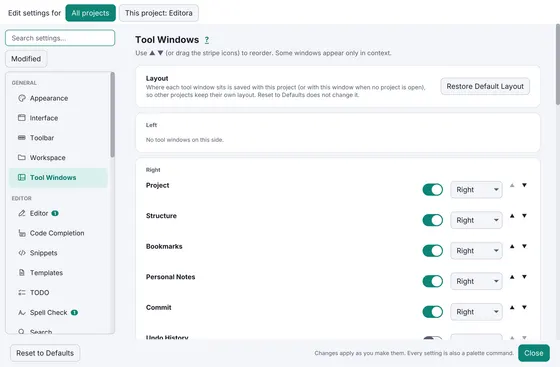 Edit settings for
All projects
This project: Editora
Search settings...
Modified
GENERAL
Appearance
Interface
Toolbar
Workspace
Tool Windows
EDITOR
Editor 1
Code Completion
Snippets
Templates
TODO
Spell Check 1
Search
Tool Windows ?
Use ▲ ▼ (or drag the stripe icons) to reorder. Some windows appear only in context.
Layout
Where each tool window sits is saved with this project (or with this window when no project is open),
so other projects keep their own layout. Reset to Defaults does not change it.
Restore Default Layout
Left
No tool windows on this side.
Right
Project Right ▲ ▼
Structure Right ▲ ▼
Bookmarks Right ▲ ▼
Personal Notes Right ▲ ▼
Commit Right ▲ ▼
Undo History Right ▲ ▼
Reset to Defaults
Changes apply as you make them. Every setting is also a palette command.
Close